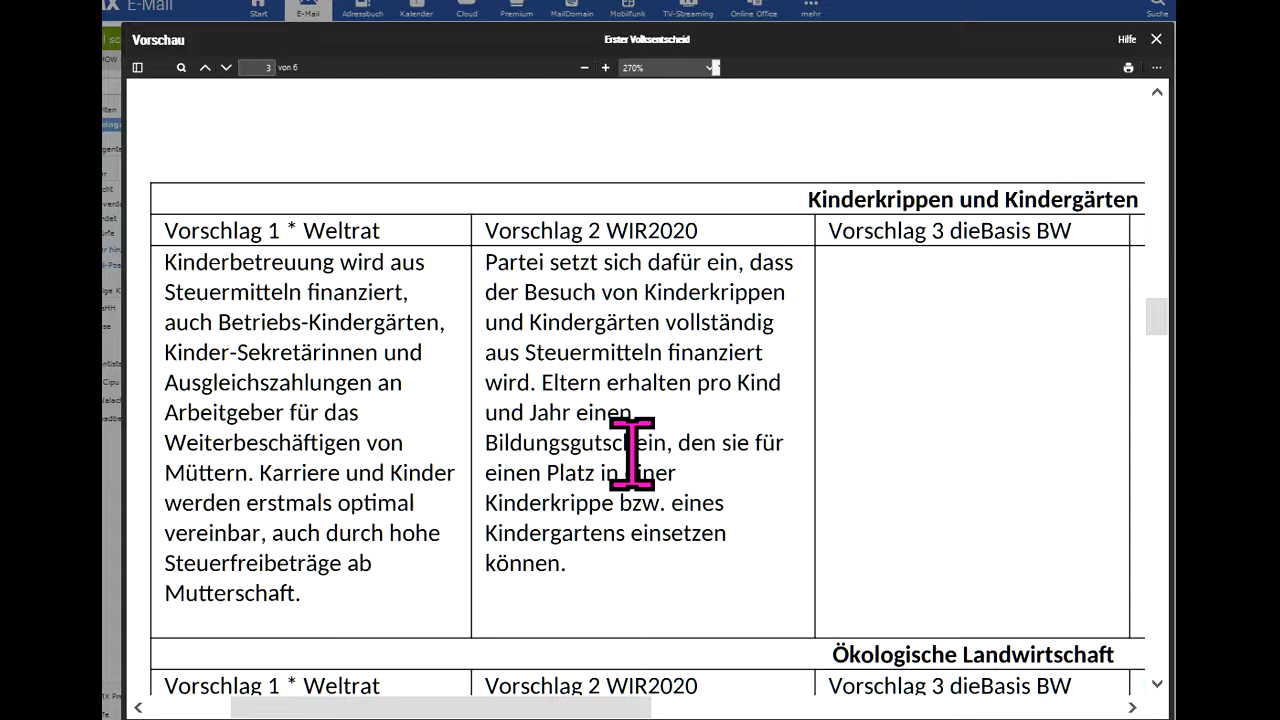 E-Mail
Start
E-Mail
Adressbuch
Kalender
Cloud
Premium
MailDomain
Mobilfunk
TV-Streaming
Online Office
mehr
Suche
Vorschau
Erster Volksentscheid
Hilfe
3 von 6
270%
Kinderkrippen und Kindergärten
Vorschlag 1 * Weltrat
Vorschlag 2 WIR2020
Vorschlag 3 dieBasis BW
Kinderbetreuung wird aus
Steuermitteln finanziert,
auch Betriebs-Kindergärten,
Kinder-Sekretärinnen und
Ausgleichszahlungen an
Arbeitgeber für das
Weiterbeschäftigen von
Müttern. Karriere und Kinder
werden erstmals optimal
vereinbar, auch durch hohe
Steuerfreibeträge ab
Mutterschaft.
Partei setzt sich dafür ein, dass
der Besuch von Kinderkrippen
und Kindergärten vollständig
aus Steuermitteln finanziert
wird. Eltern erhalten pro Kind
und Jahr einen
Bildungsgutschein, den sie für
einen Platz in einer
Kinderkrippe bzw. eines
Kindergartens einsetzen
können.
Ökologische Landwirtschaft
Vorschlag 1 * Weltrat
Vorschlag 2 WIR2020
Vorschlag 3 dieBasis BW